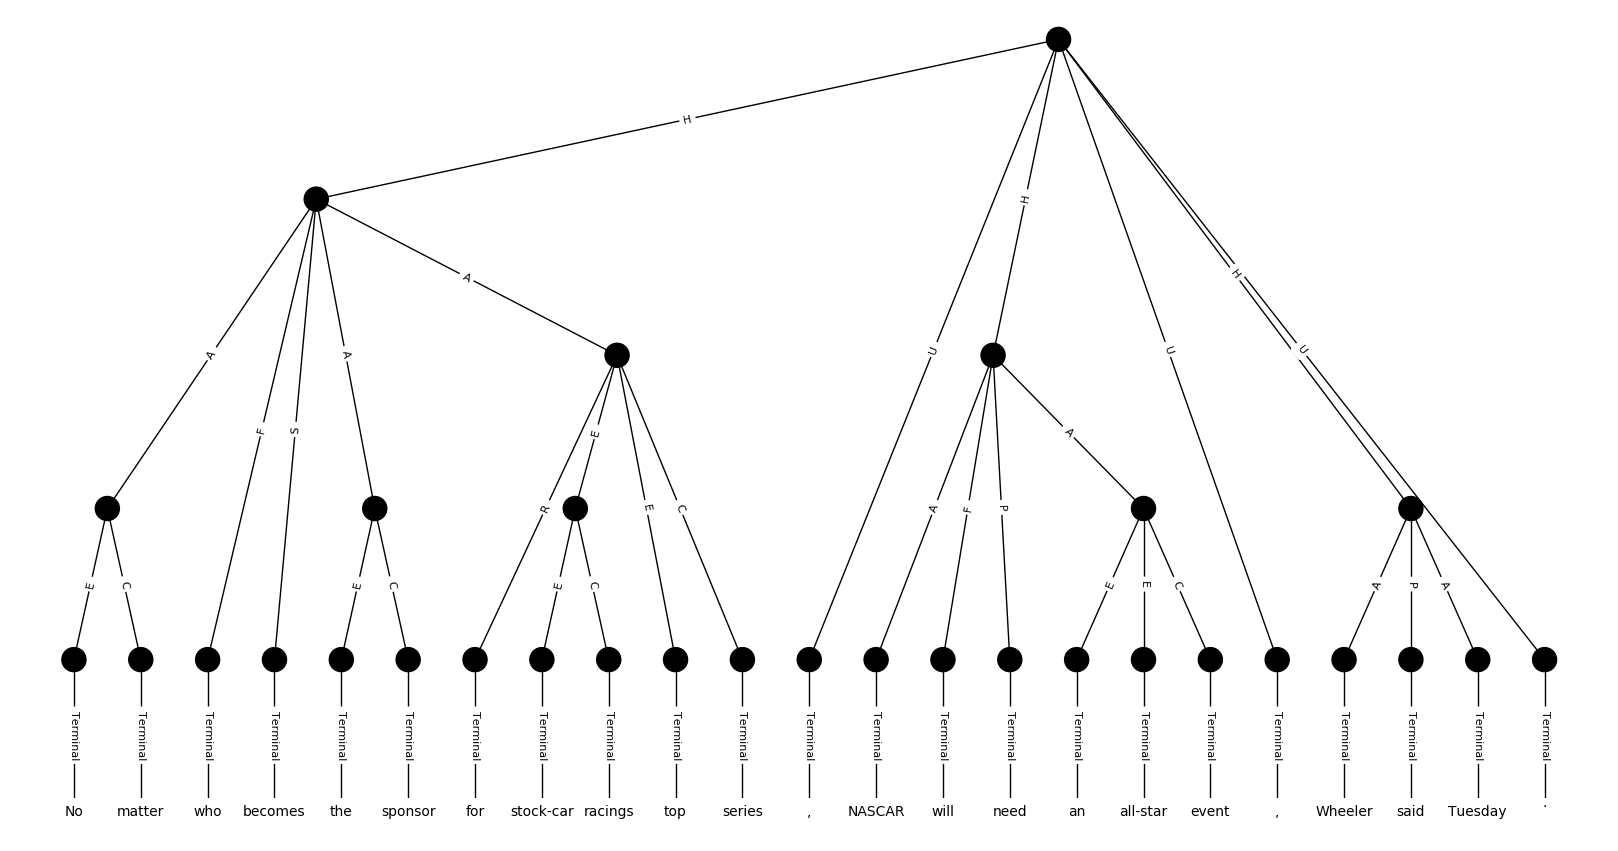 H
H
A
A
H
A
U
U
U
F
S
E
A
R
E
C
A
F
P
E
C
E
C
E
C
E
E
C
A
P
A
Terminal Terminal Terminal Terminal Terminal Terminal Terminal Terminal Terminal Terminal Terminal Terminal Terminal Terminal Terminal Terminal Terminal Terminal Terminal Terminal Terminal Terminal Terminal
No matter who becomes the sponsor for stock-car racings top series , NASCAR will need an all-star event , Wheeler said Tuesday .